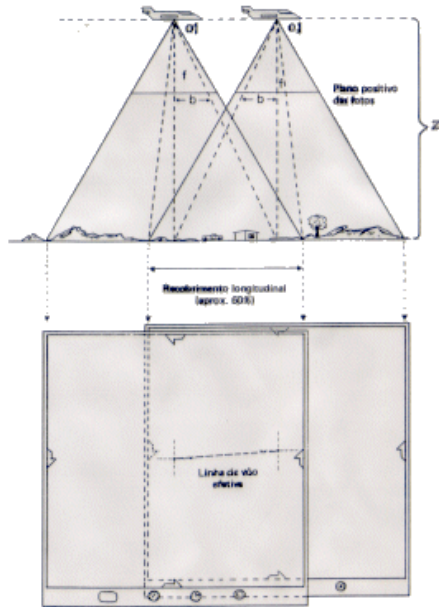 O₁
O₂
f
f
Plano positivo
das fotos
b
b
Z
Recobrimento longitudinal
(aprox. 60%)
Linha de vôo
efetiva